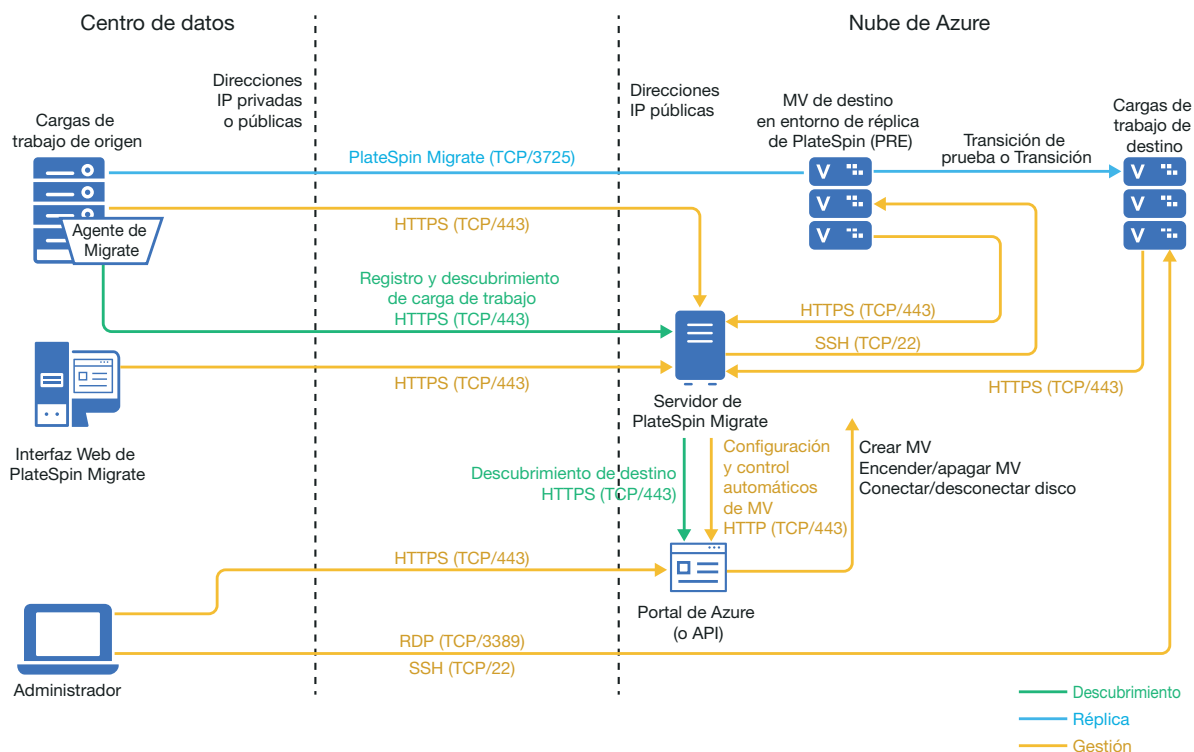 Centro de datos
Nube de Azure
Direcciones
IP privadas
o públicas
Direcciones
IP públicas
Cargas de
trabajo de origen
MV de destino
en entorno de réplica
de PlateSpin (PRE)
Cargas de
trabajo de
destino
Transición de
prueba o Transición
PlateSpin Migrate (TCP/3725)
V
V
V
V
V
V
HTTPS (TCP/443)
Agente de
Migrate
Registro y descubrimiento
de carga de trabajo
HTTPS (TCP/443)
HTTPS (TCP/443)
SSH (TCP/22)
HTTPS (TCP/443)
HTTPS (TCP/443)
Servidor de
PlateSpin Migrate
Interfaz Web de
PlateSpin Migrate
Descubrimiento de destino
HTTPS (TCP/443)
Configuración
y control
automáticos
de MV
HTTP (TCP/443)
Crear MV
Encender/apagar MV
Conectar/desconectar disco
HTTPS (TCP/443)
Portal de Azure
(o API)
RDP (TCP/3389)
SSH (TCP/22)
Administrador
Descubrimiento
Réplica
Gestión